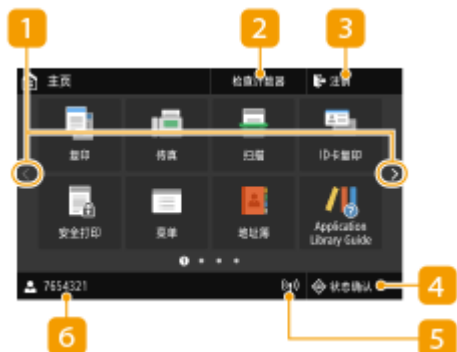 1
2
3
主页
检查计数器
注销
复印
传真
扫描
ID卡复印
安全打印
菜单
地址簿
Application
Library Guide
1
7654321
状态确认
4
5
6